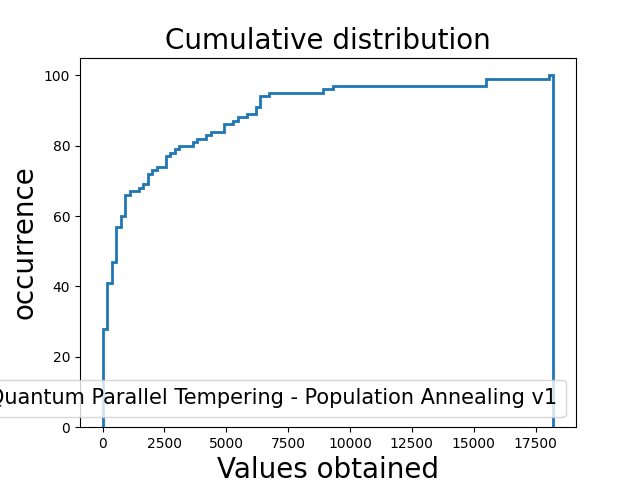 Cumulative distribution
occurrence
100
80
60
40
20
0
Parallel Tempering - Population Annealing v1
0 2500 5000 7500 10000 12500 15000 17500
Values obtained